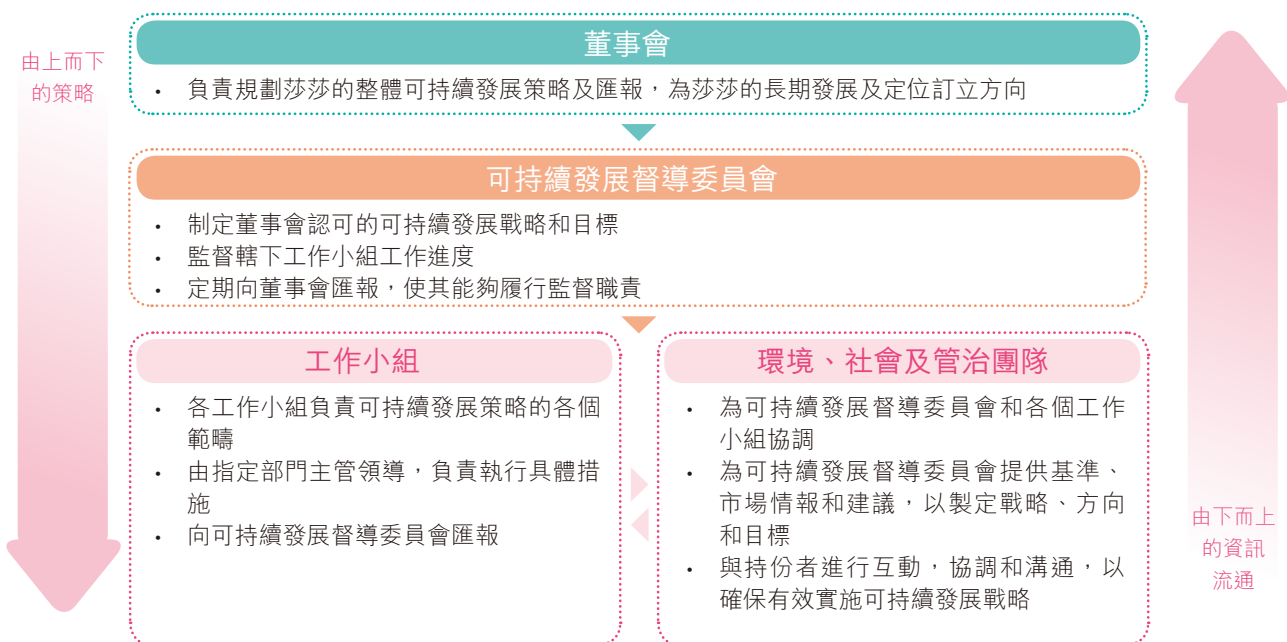 由上而下
的策略
董事會
• 負責規劃莎莎的整體可持續發展策略及匯報，為莎莎的長期發展及定位訂立方向
可持續發展督導委員會
• 制定董事會認可的可持續發展戰略和目標
• 監督轄下工作小組工作進度
• 定期向董事會匯報，使其能夠履行監督職責
工作小組
• 各工作小組負責可持續發展策略的各個
範疇
• 由指定部門主管領導，負責執行具體措
施
• 向可持續發展督導委員會匯報
環境、社會及管治團隊
• 為可持續發展督導委員會和各個工作
小組協調
• 為可持續發展督導委員會提供基準、
市場情報和建議，以製定戰略、方向
和目標
• 與持份者進行互動，協調和溝通，以
確保有效實施可持續發展戰略
由下而上
的資訊
流通